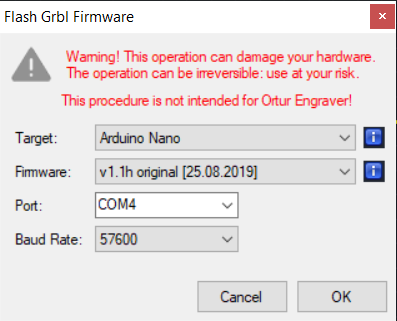 Flash Grbl Firmware
Warning! This operation can damage your hardware.
The operation can be irreversible: use at your risk.
This procedure is not intended for Ortur Engraver!
Target: Arduino Nano
Firmware: v1.1h original [25.08.2019]
Port: COM4
Baud Rate: 57600
Cancel OK